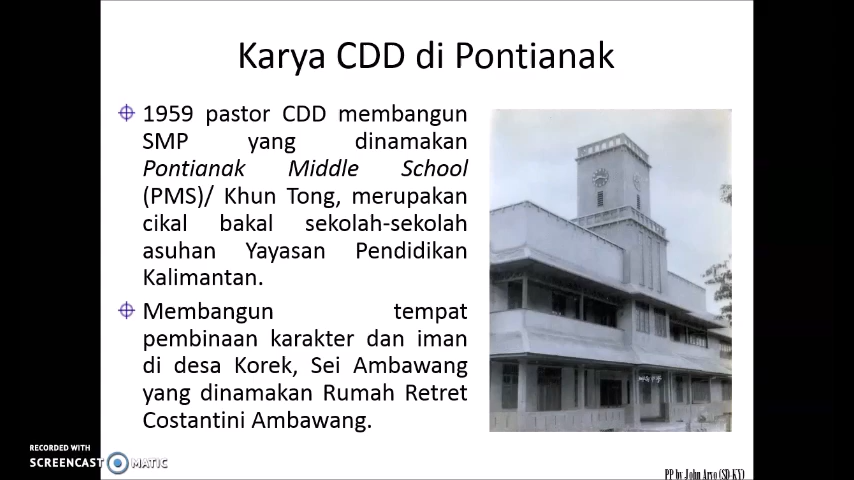 Karya CDD di Pontianak
1959 pastor CDD membangun
SMP yang dinamakan
Pontianak Middle School
(PMS)/ Khun Tong, merupakan
cikal bakal sekolah-sekolah
asuhan Yayasan Pendidikan
Kalimantan.
Membangun tempat
pembinaan karakter dan iman
di desa Korek, Sei Ambawang
yang dinamakan Rumah Retret
Costantini Ambawang.
RECORDED WITH
SCREENCAST MATIC
PP by John Aryo (SD-KY)